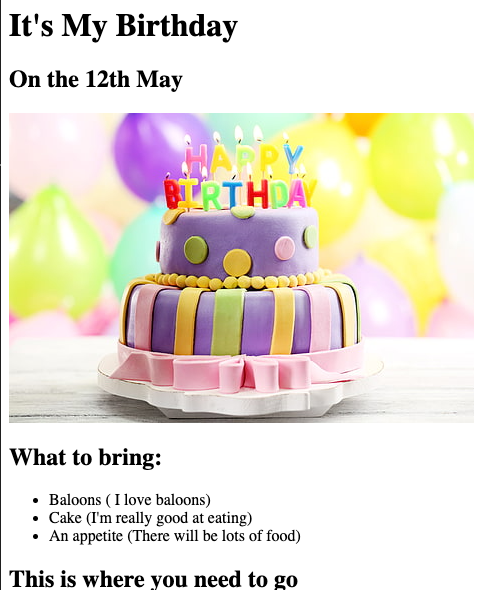 It's My Birthday
On the 12th May
HAPPY
BIRTHDAY
What to bring:
Baloons ( I love baloons)
Cake (I'm really good at eating)
An appetite (There will be lots of food)
This is where you need to go